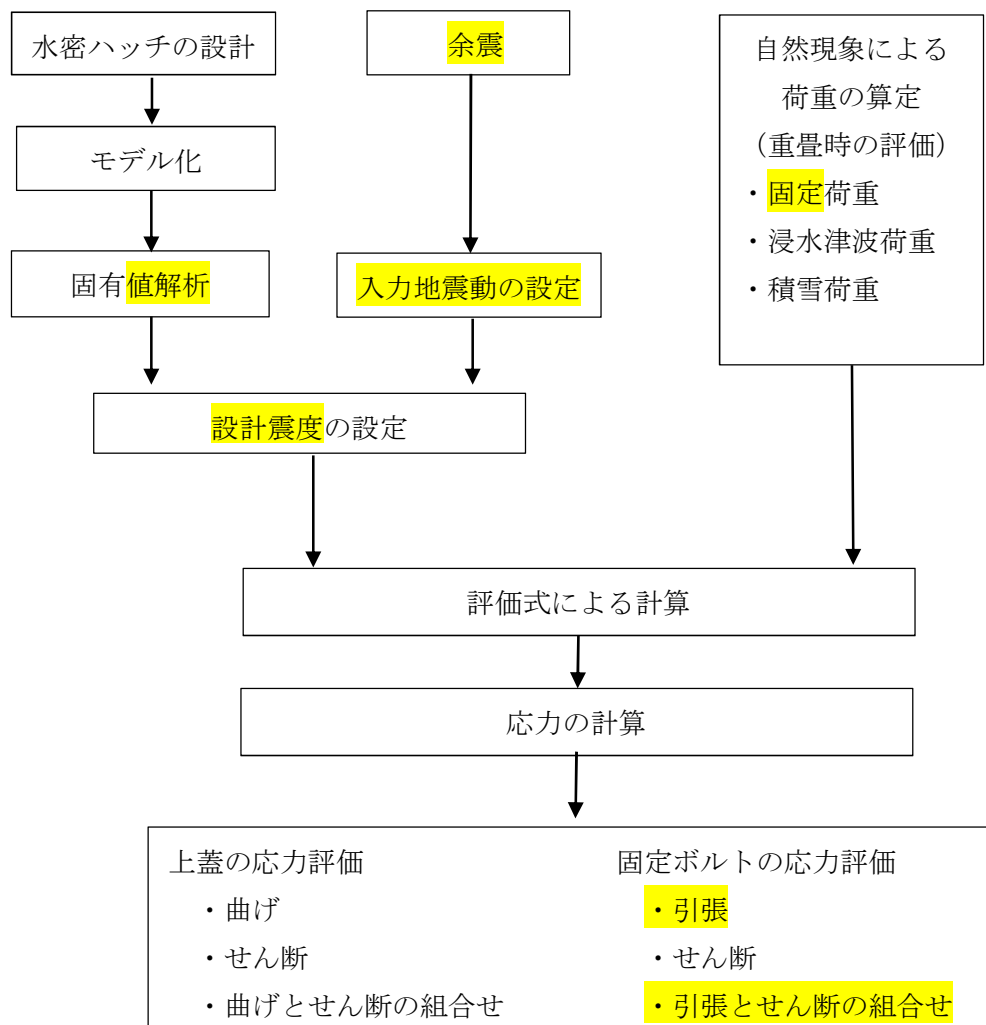 水密ハッチの設計
余震
自然現象による
荷重の算定
(重畳時の評価)
・固定荷重
・浸水津波荷重
・積雪荷重
モデル化
固有値解析
入力地震動の設定
設計震度の設定
評価式による計算
応力の計算
上蓋の応力評価
・曲げ
・せん断
・曲げとせん断の組合せ
固定ボルトの応力評価
・引張
・せん断
・引張とせん断の組合せ